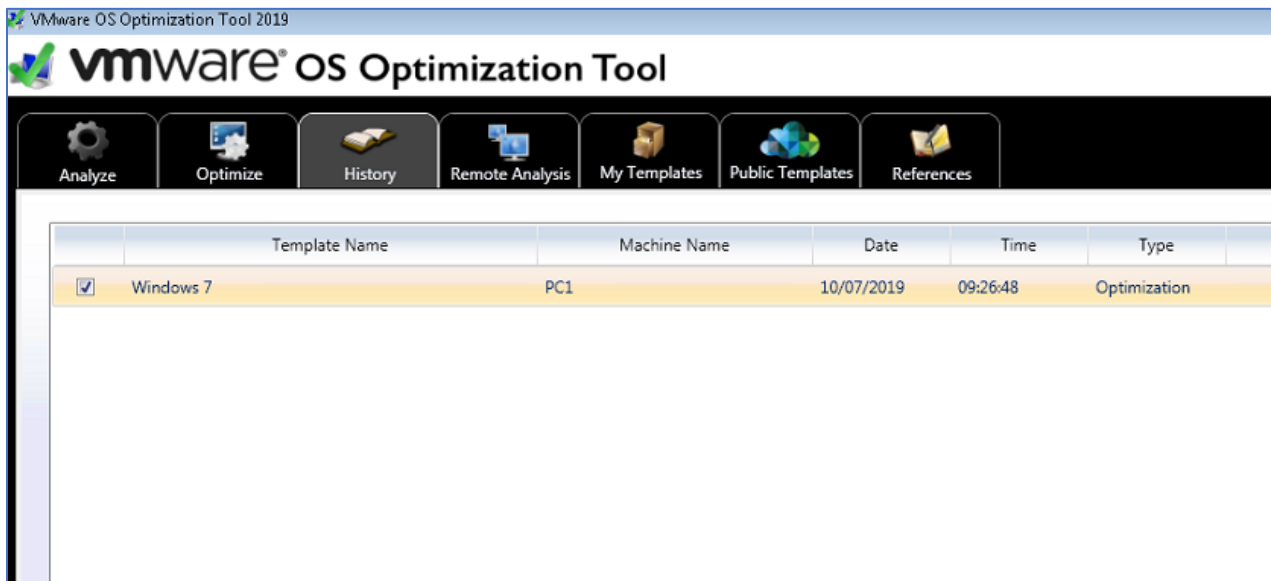 VMware OS Optimization Tool 2019
vmware® OS Optimization Tool
Analyze Optimize History Remote Analysis My Templates Public Templates References
Template Name Machine Name Date Time Type
Windows 7 PC1 10/07/2019 09:26:48 Optimization